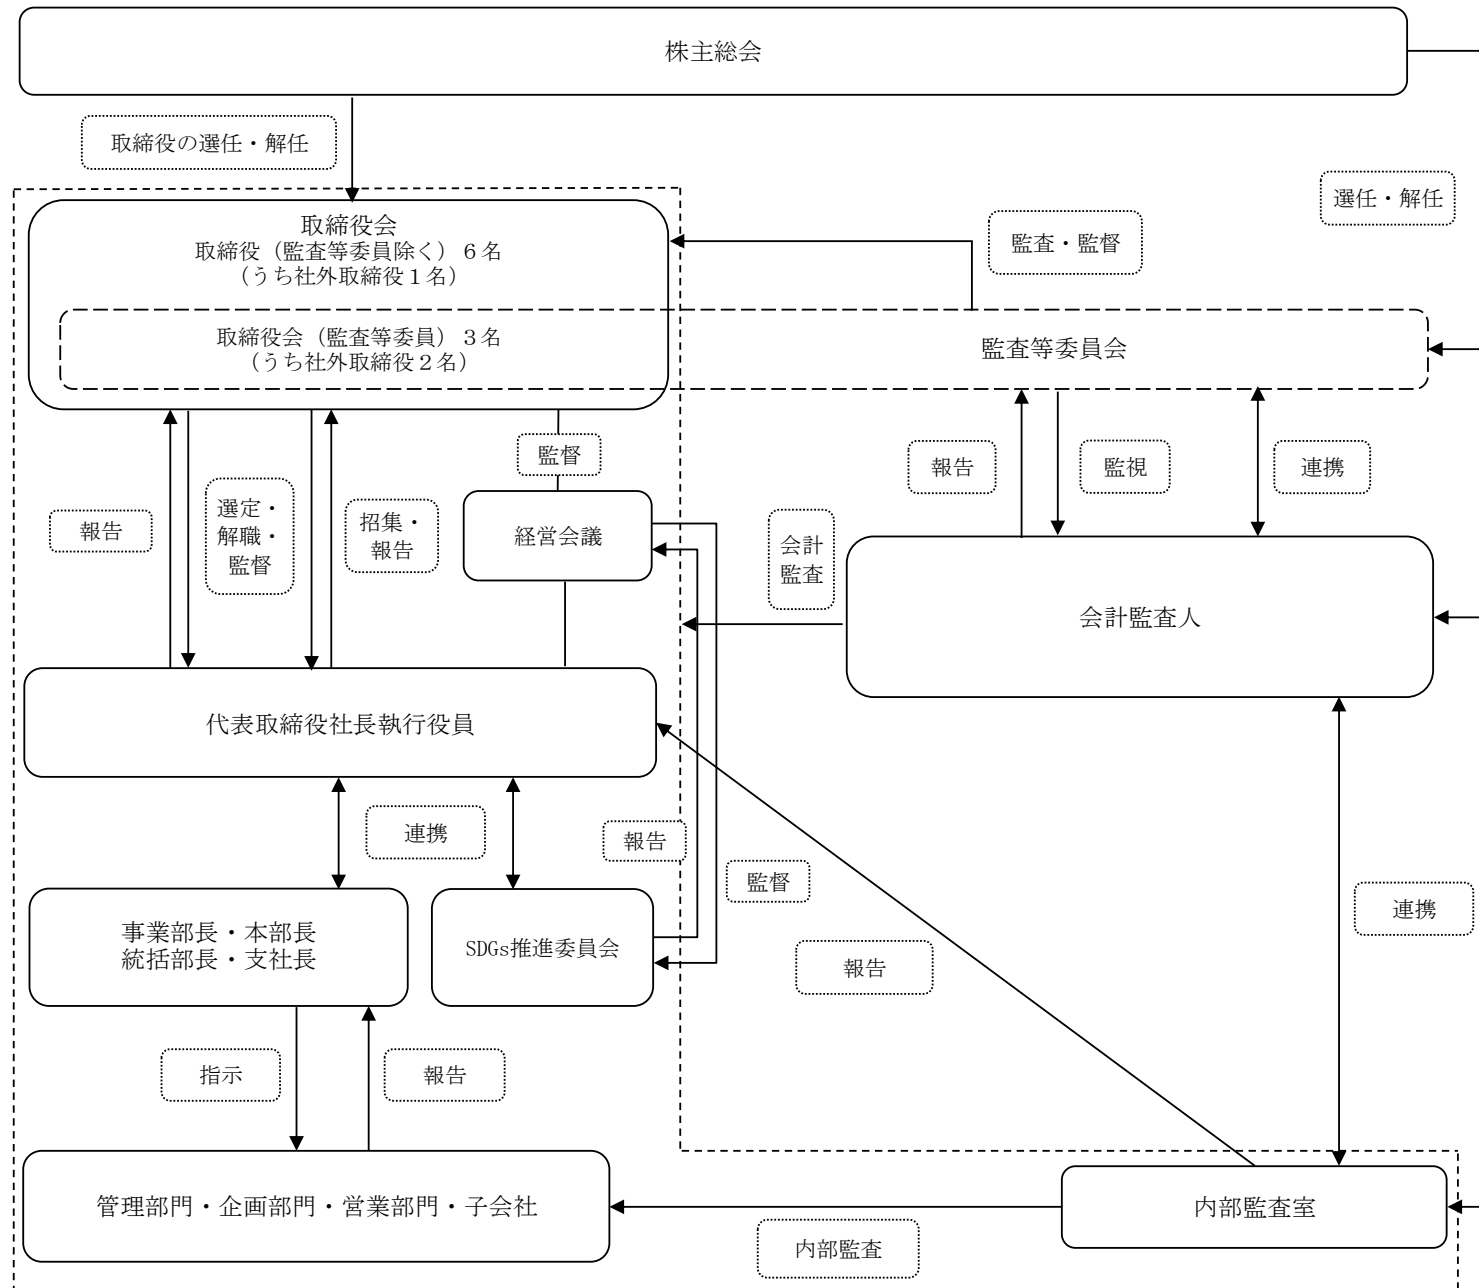 株主総会
取締役の選任・解任
選任・解任
取締役会
取締役（監査等委員除く）６名
（うち社外取締役１名）
監査・監督
取締役会（監査等委員）３名
（うち社外取締役２名）
監査等委員会
監督
報告
監視
連携
報告
選定・
解職・
監督
招集・
報告
経営会議
会計
監査
会計監査人
代表取締役社長執行役員
連携
報告
監督
連携
事業部長・本部長
統括部長・支社長
SDGs推進委員会
報告
指示
報告
管理部門・企画部門・営業部門・子会社
内部監査室
内部監査